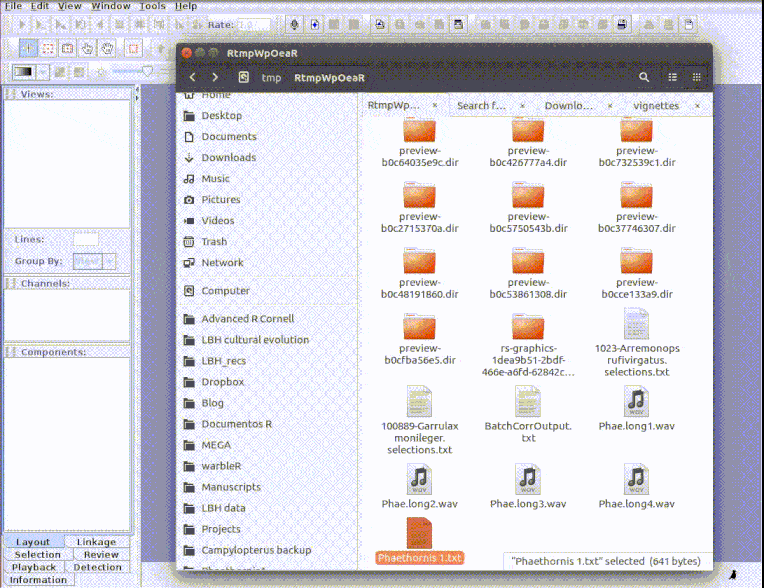 File Edit View Window Tools Help
Rate:
RtmpWpOeaR
tmp RtmpWpOeaR
Views:
Lines:
Group By:
Channels:
Components:
Layout Linkage
Selection Review
Playback Detection
Information
Home
Desktop
Documents
Downloads
Music
Pictures
Videos
Trash
Network
Computer
Advanced R Cornell
LBH cultural evolution
LBH_recs
Dropbox
Blog
Documentos R
MEGA
warbleR
Manuscripts
LBH data
Projects
Campylopterus backup
RtmpWp... × Search f... × Downlo... × vignettes ×
preview-
b0c64035e9c.dir
preview-
b0c426777a4.dir
preview-
b0c732539c1.dir
preview-
b0c2715370a.dir
preview-
b0c5750543b.dir
preview-
b0c37746307.dir
preview-
b0c48191860.dir
preview-
b0c53861308.dir
preview-
b0cce133a9.dir
preview-
b0cfba56e5.dir
rs-graphics-
1dea9b51-2bdf-
466e-a6fd-62842c...
1023-Arremonops
rufivirgatus.
selections.txt
100889-Garrulax
monileger.
selections.txt
BatchCorrOutput.
txt
Phae.long1.wav
Phae.long2.wav
Phae.long3.wav
Phae.long4.wav
Phaethornis 1.txt
"Phaethornis 1.txt" selected (641 bytes)